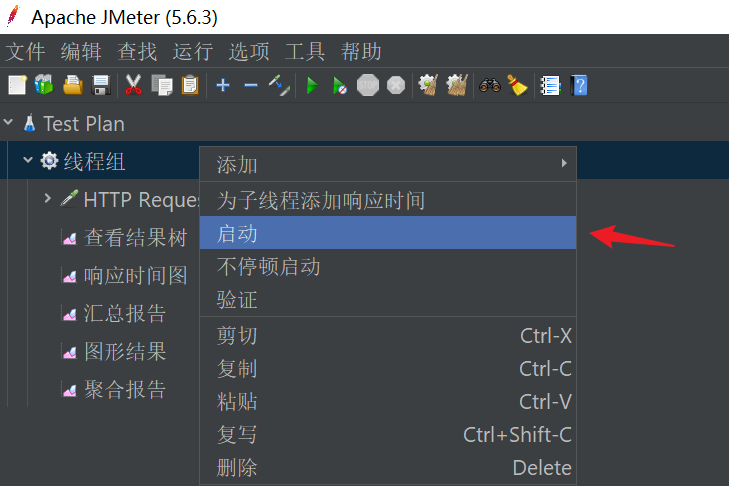 Apache JMeter (5.6.3)
文件 编辑 查找 运行 选项 工具 帮助
STOP
Test Plan
线程组
添加
为子线程添加响应时间
HTTP Reque
启动
查看结果树
不停顿启动
响应时间图
验证
汇总报告
剪切 Ctrl-X
图形结果
复制 Ctrl-C
聚合报告
粘贴 Ctrl-V
复写 Ctrl+Shift-C
删除 Delete